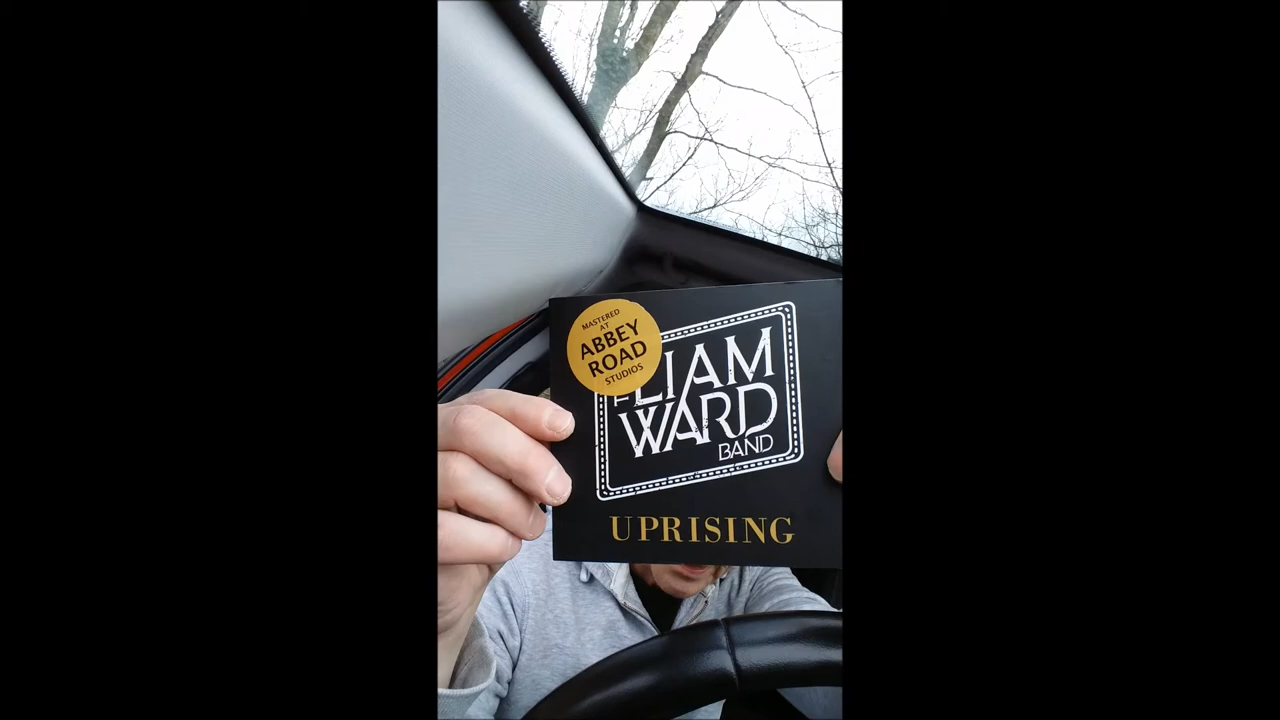 MASTERED
AT
ABBEY
ROAD
STUDIOS
LIAM
WARD
BAND
UPRISING